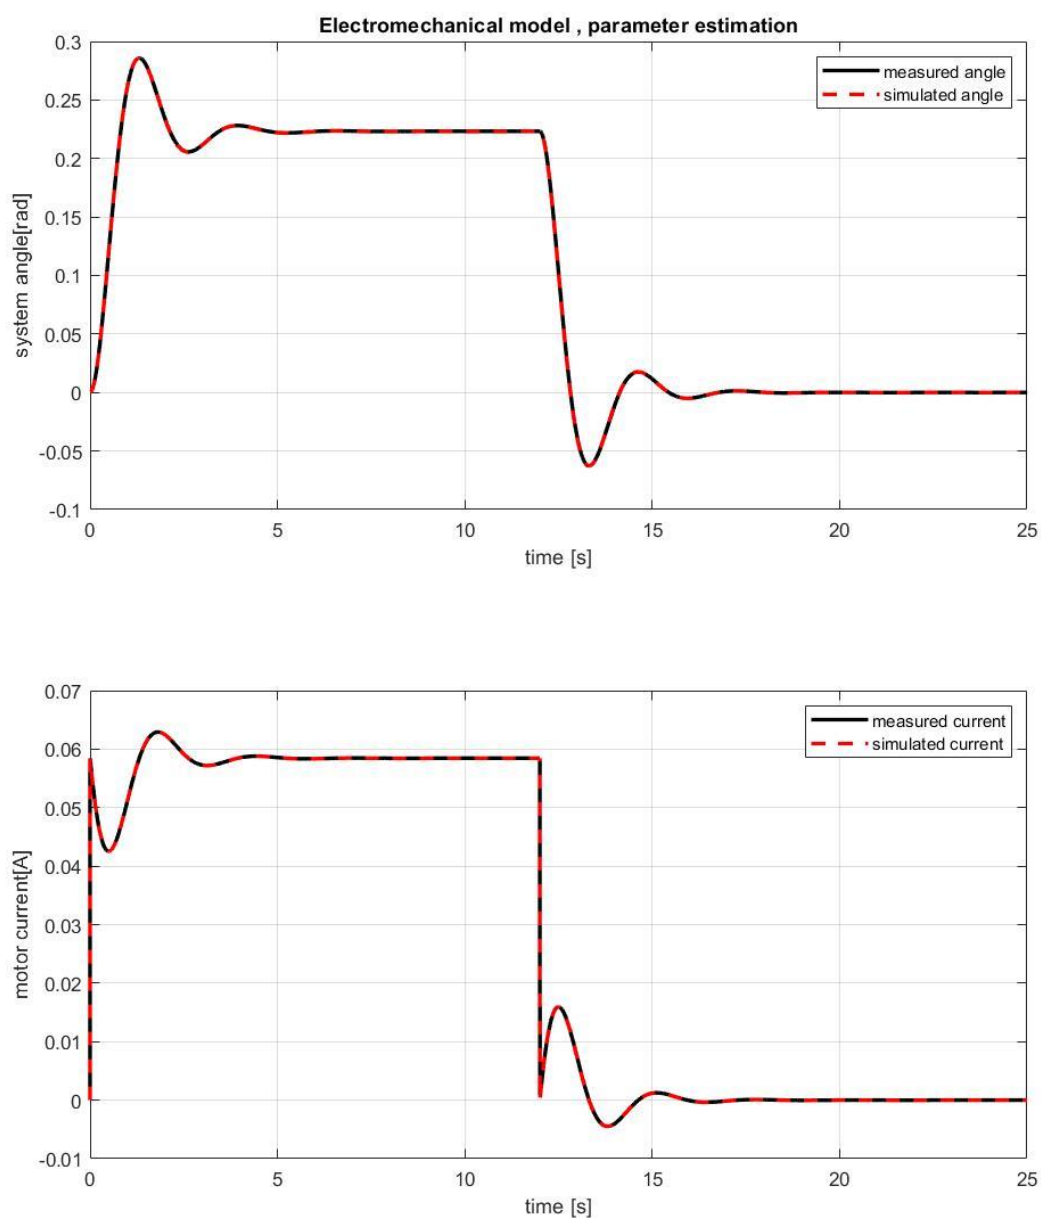 Electromechanical model , parameter estimation
0.3
0.25
0.2
0.15
0.1
0.05
0
-0.05
-0.1
system angle[rad]
measured angle
simulated angle
0 5 10 15 20 25
time [s]
0.07
0.06
0.05
0.04
0.03
0.02
0.01
0
-0.01
motor current[A]
measured current
simulated current
0 5 10 15 20 25
time [s]